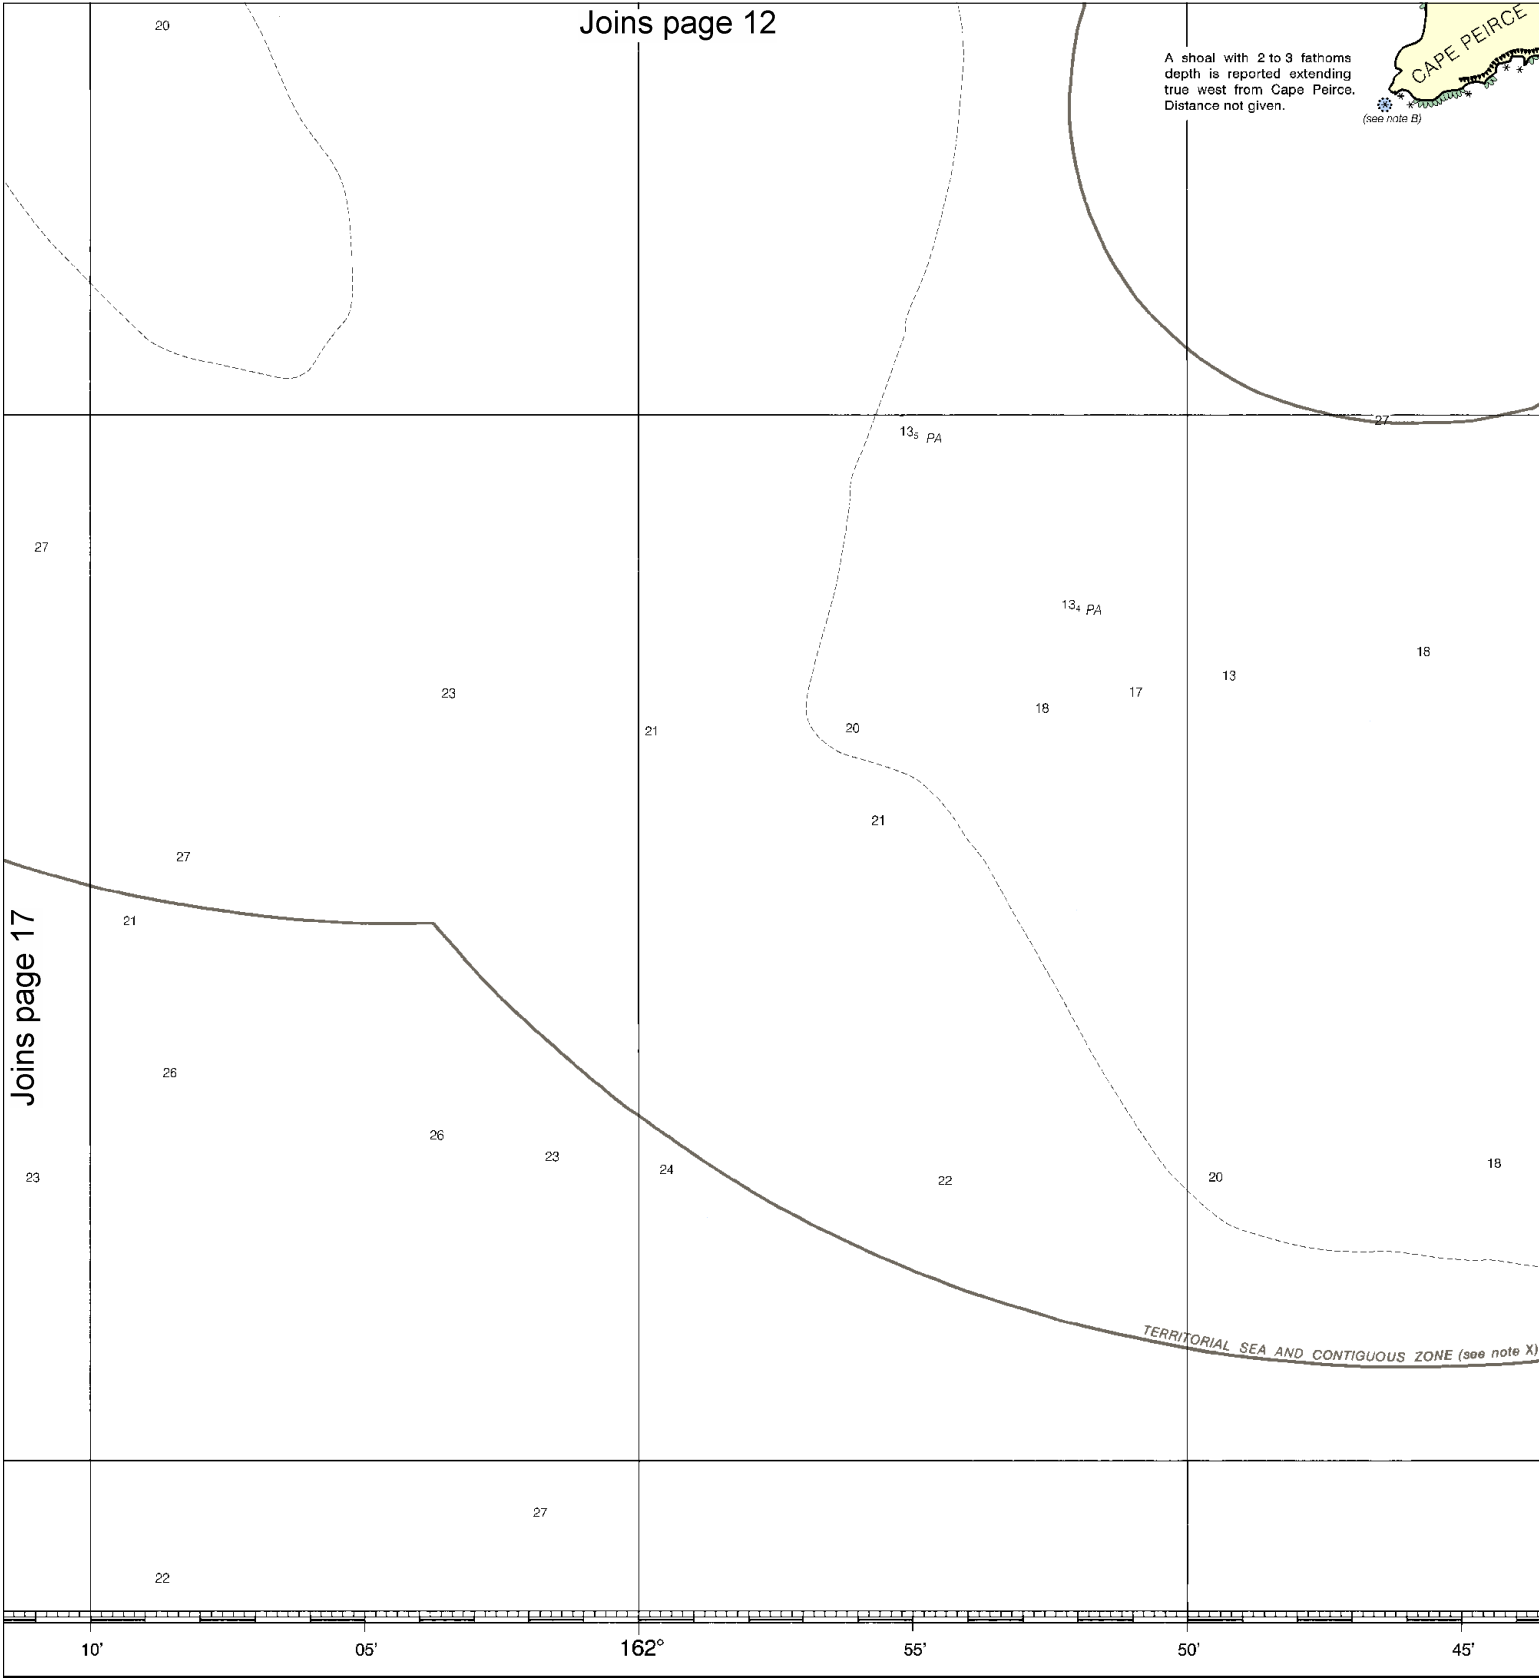 Joins page 12
20
CAPE PEIRCE
A shoal with 2 to 3 fathoms
depth is reported extending
true west from Cape Peirce.
Distance not given.
(see note B)
27
13₅ PA
27
13₄ PA
18
13
23
17
18
21
20
21
27
21
Joins page 17
26
26
23
24
18
23
22
20
TERRITORIAL SEA AND CONTIGUOUS ZONE (see note X)
27
22
10' 05' 162° 55' 50' 45'